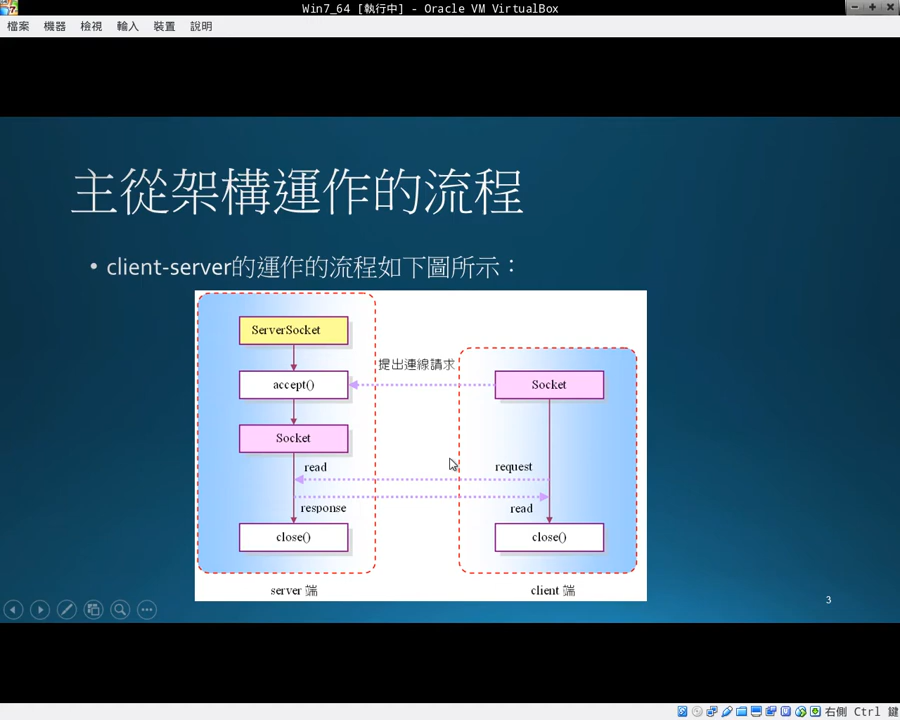 Win7_64 [執行中] - Oracle VM VirtualBox
檔案 機器 檢視 輸入 裝置 說明
主從架構運作的流程
• client-server的運作的流程如下圖所示：
ServerSocket
提出連線請求
accept()
Socket
Socket
read
request
response
read
close()
close()
server 端
client 端
3
右側 Ctrl 鍵